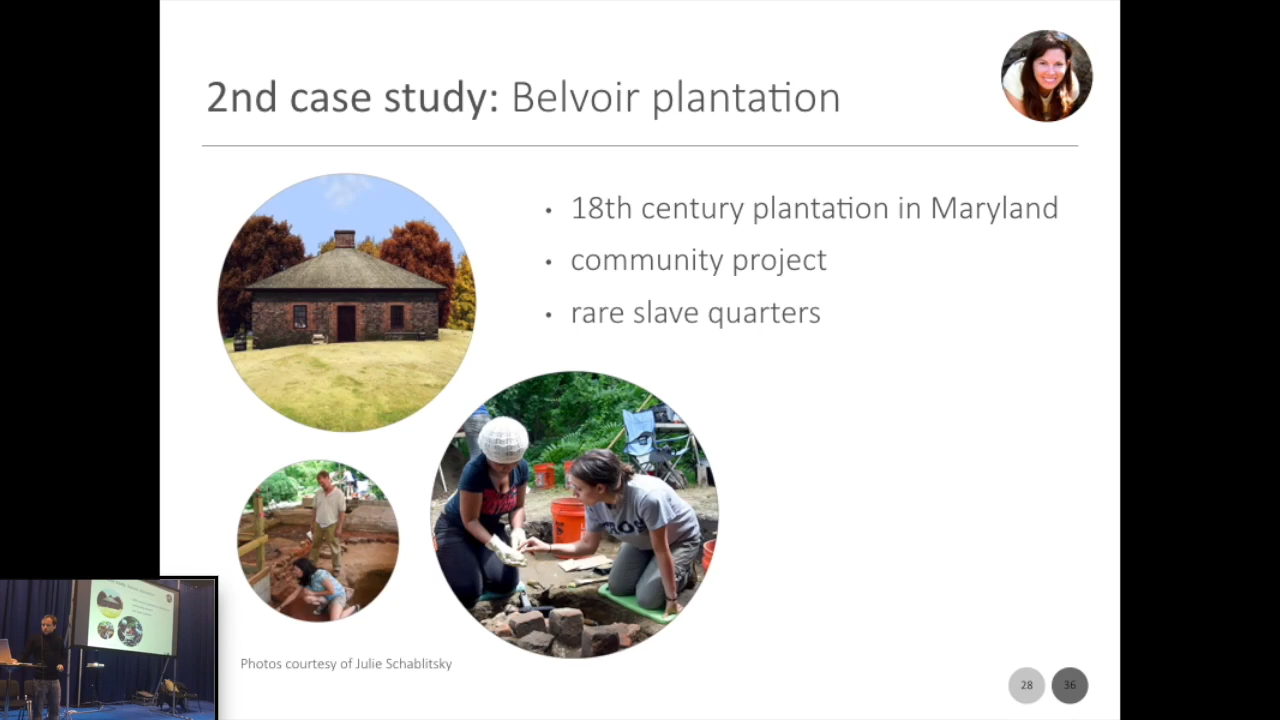 2nd case study: Belvoir plantation
• 18th century plantation in Maryland
• community project
• rare slave quarters
Photos courtesy of Julie Schablitsky
28
36